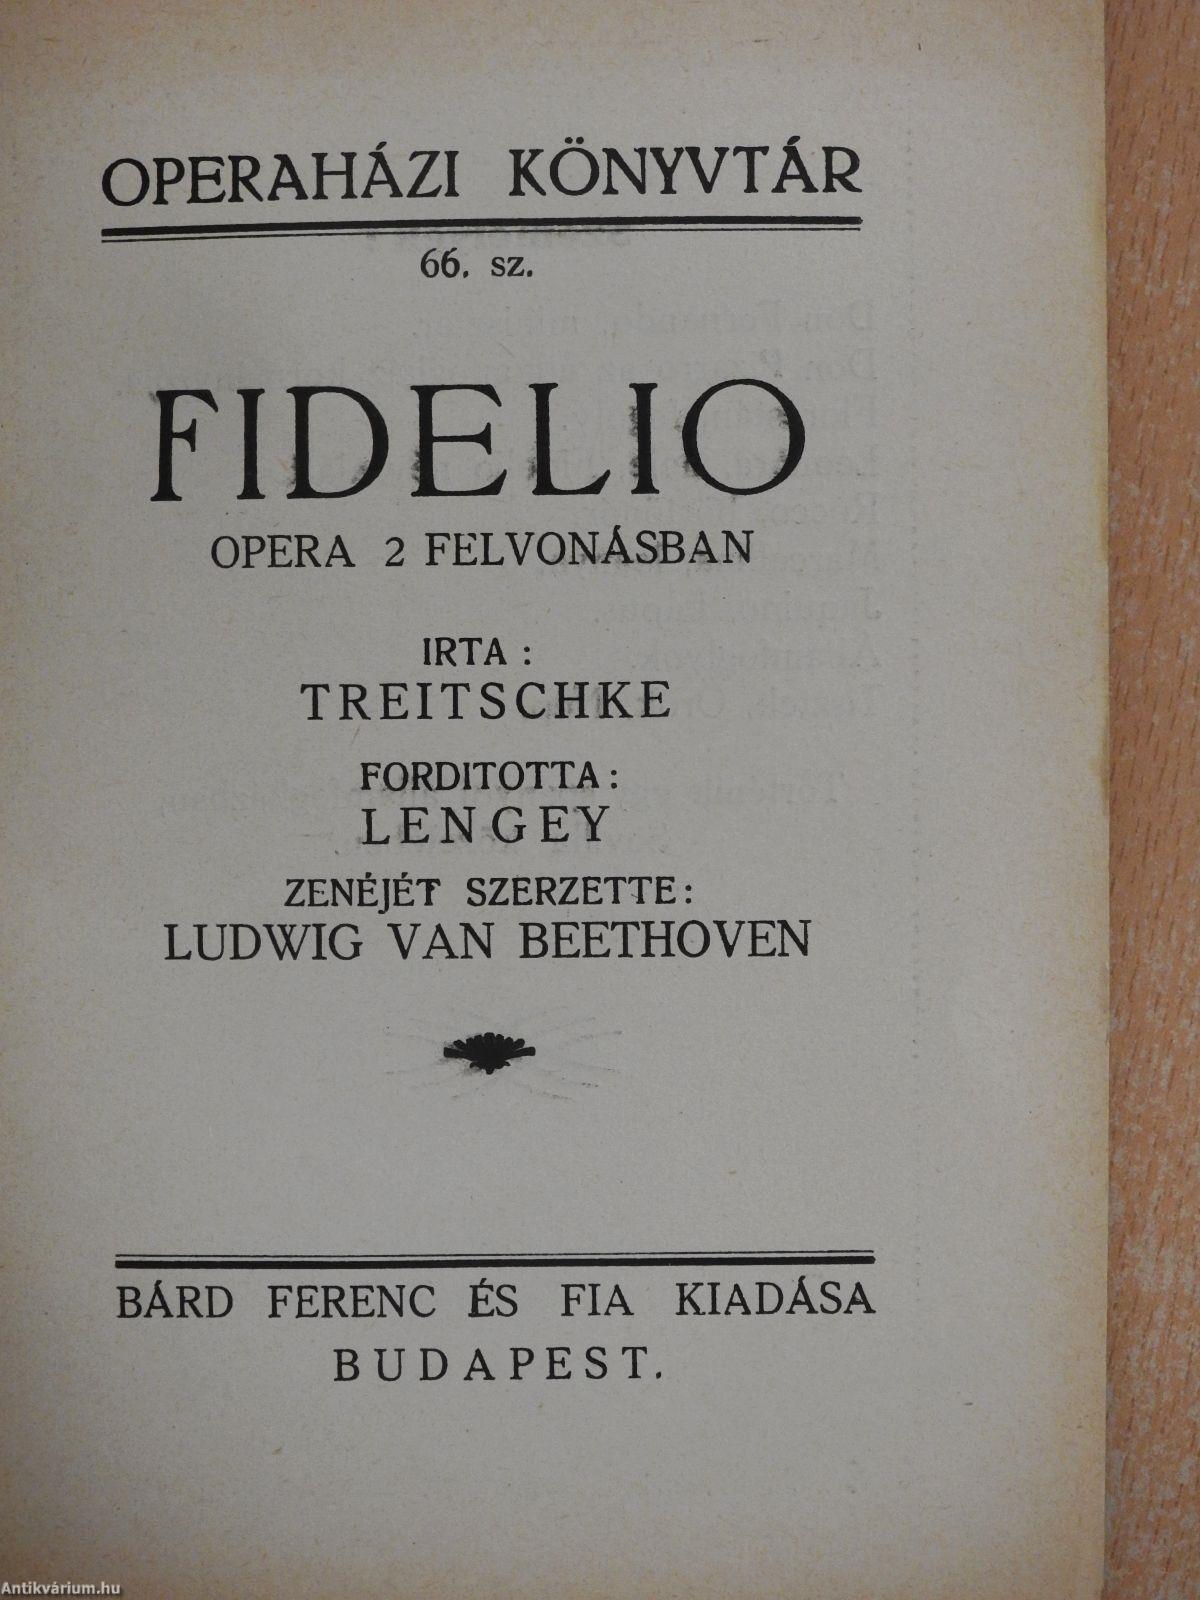 OPERAHÁZI KÖNYVTÁR
66. sz.
FIDELIO
OPERA 2 FELVONÁSBAN
IRTA :
TREITSCHKE
FORDITOTTA :
LENGEY
ZENÉJÉT SZERZETTE :
LUDWIG VAN BEETHOVEN
BÁRD FERENC ÉS FIA KIADÁSA
BUDAPEST.
Antikvárium.hu